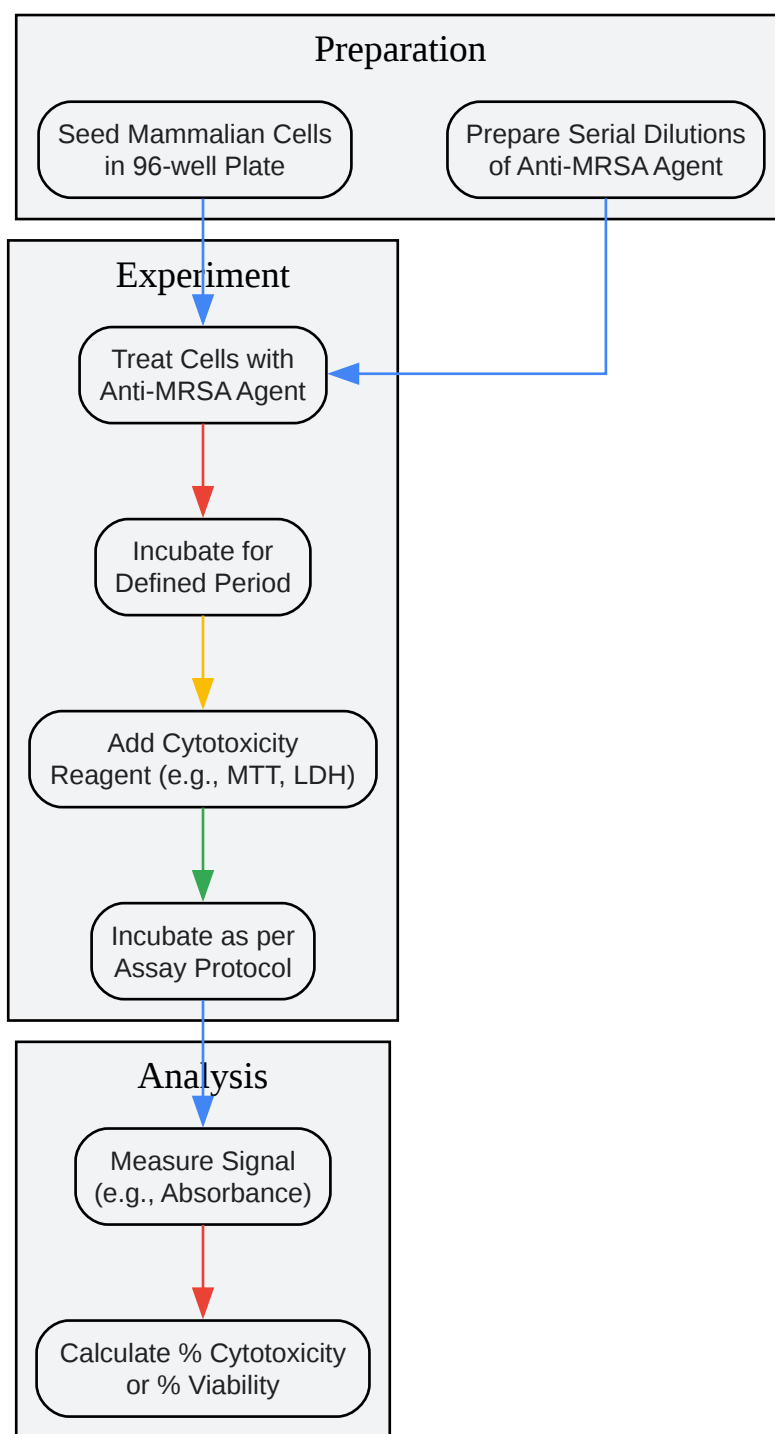 Preparation
Seed Mammalian Cells
in 96-well Plate
Prepare Serial Dilutions
of Anti-MRSA Agent
Experiment
Treat Cells with
Anti-MRSA Agent
Incubate for
Defined Period
Add Cytotoxicity
Reagent (e.g., MTT, LDH)
Incubate as per
Assay Protocol
Analysis
Measure Signal
(e.g., Absorbance)
Calculate % Cytotoxicity
or % Viability